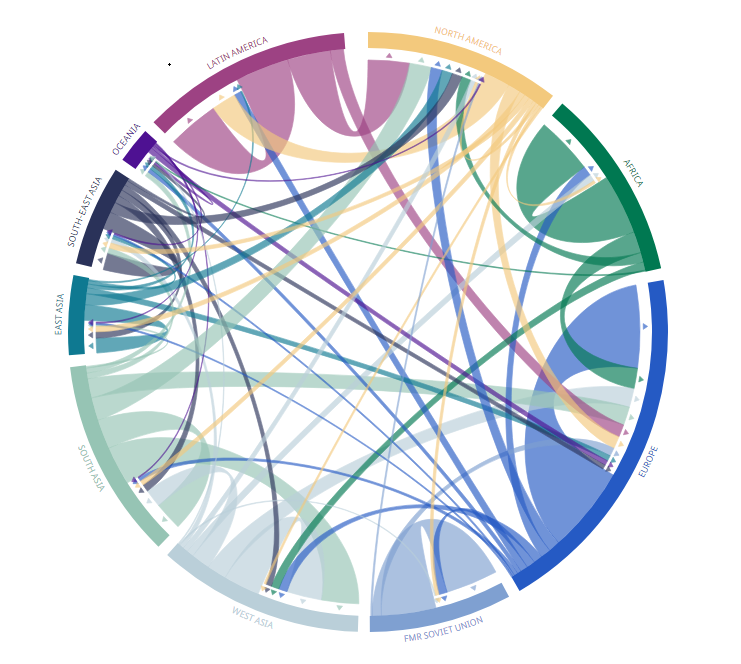 NORTH AMERICA
AFRICA
EUROPE
FMR SOVIET UNION
WEST ASIA
SOUTH ASIA
EAST ASIA
SOUTH-EAST ASIA
OCEANIA
LATIN AMERICA